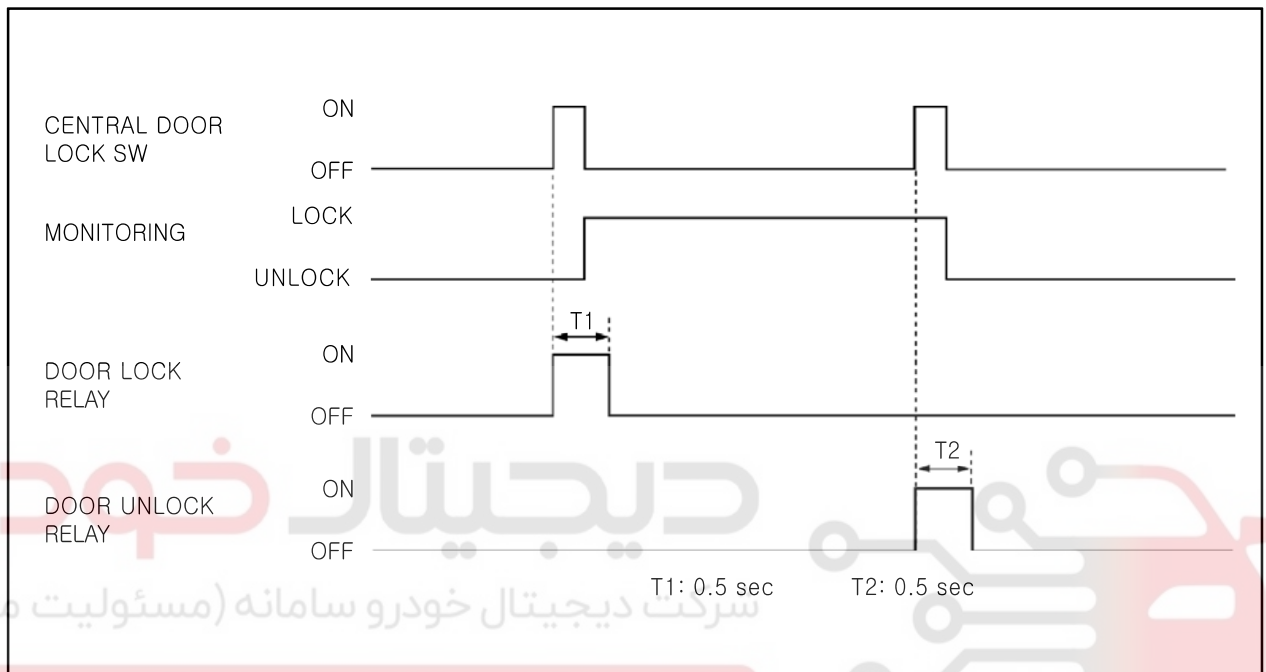 ON
CENTRAL DOOR
LOCK SW
OFF
LOCK
MONITORING
UNLOCK
T1
ON
DOOR LOCK
RELAY
OFF
T2
ON
DOOR UNLOCK
RELAY
OFF
T1: 0.5 sec T2: 0.5 sec
دیجیتال خود
شرکت دیجیتال خودرو سامانه (مسئولیت